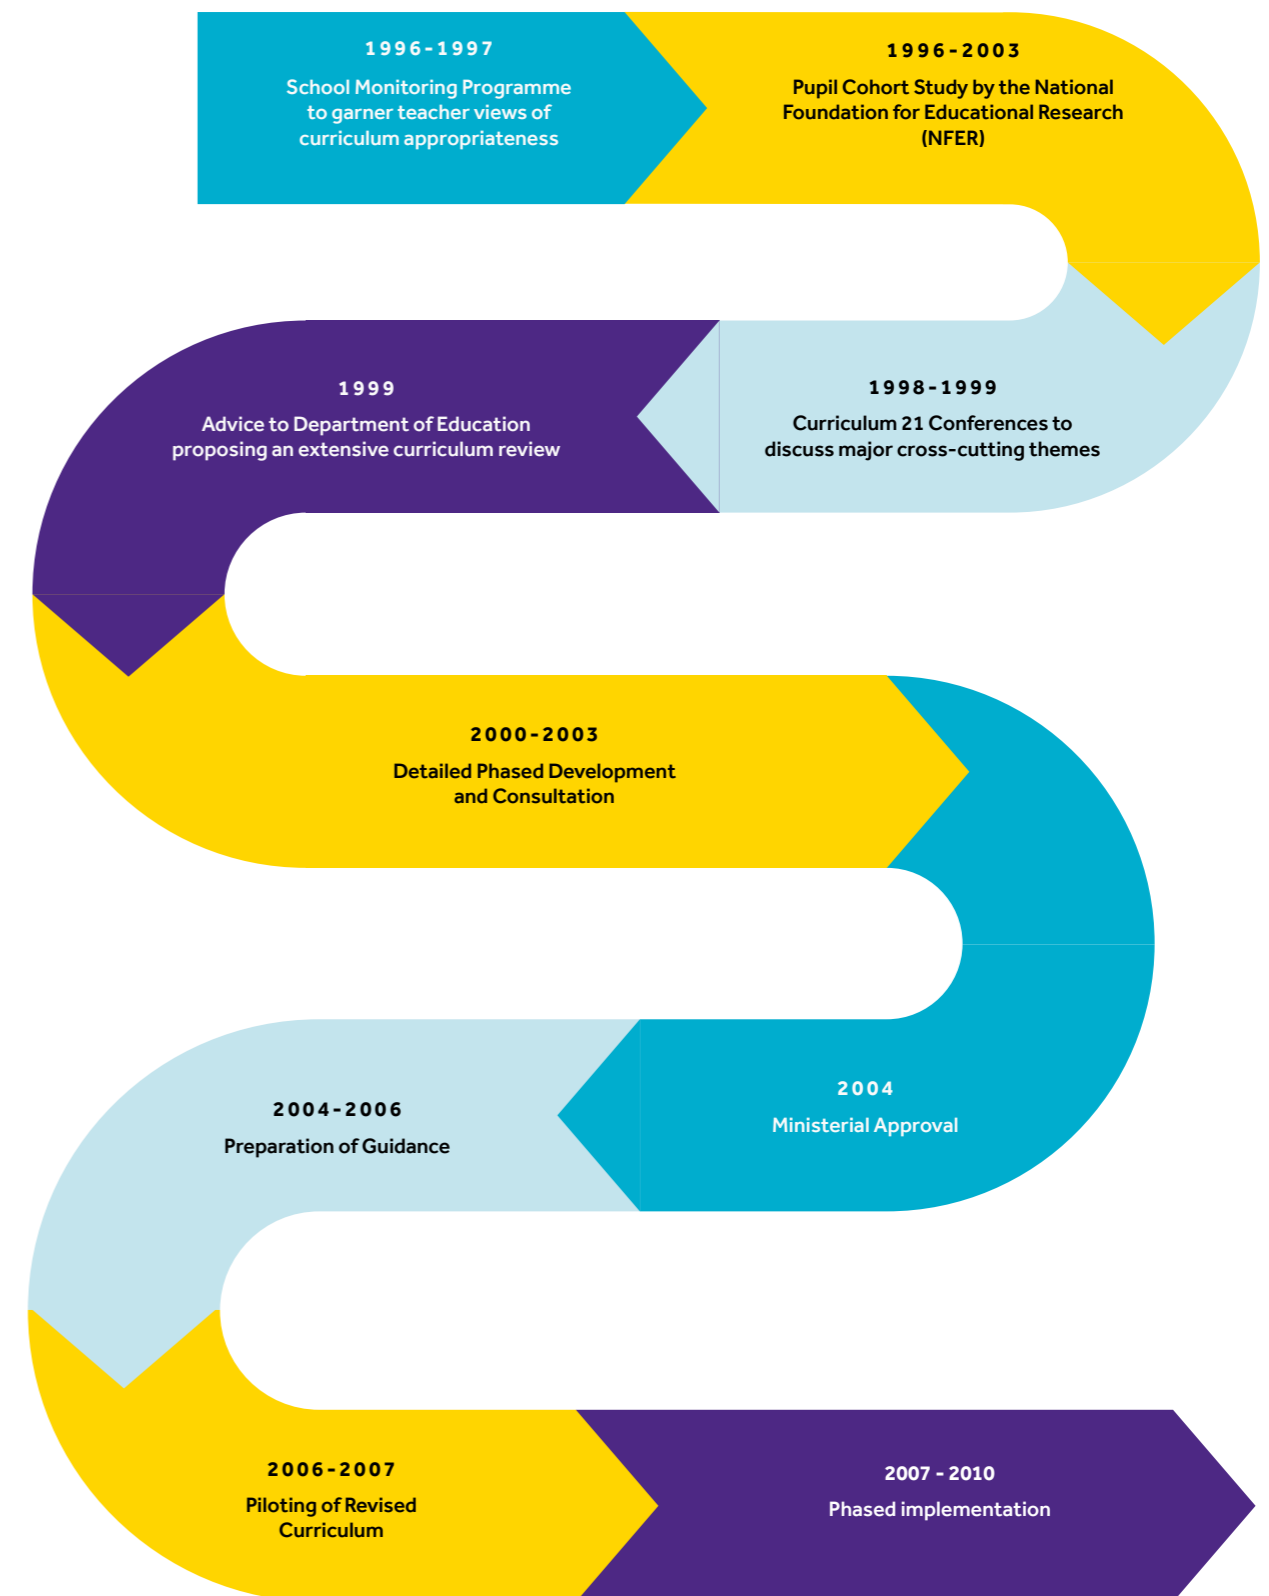 1996-1997
School Monitoring Programme
to garner teacher views of
curriculum appropriateness
1996-2003
Pupil Cohort Study by the National
Foundation for Educational Research
(NFER)
1998-1999
Curriculum 21 Conferences to
discuss major cross-cutting themes
1999
Advice to Department of Education
proposing an extensive curriculum review
2000-2003
Detailed Phased Development
and Consultation
2004
Ministerial Approval
2004-2006
Preparation of Guidance
2006-2007
Piloting of Revised
Curriculum
2007 - 2010
Phased implementation